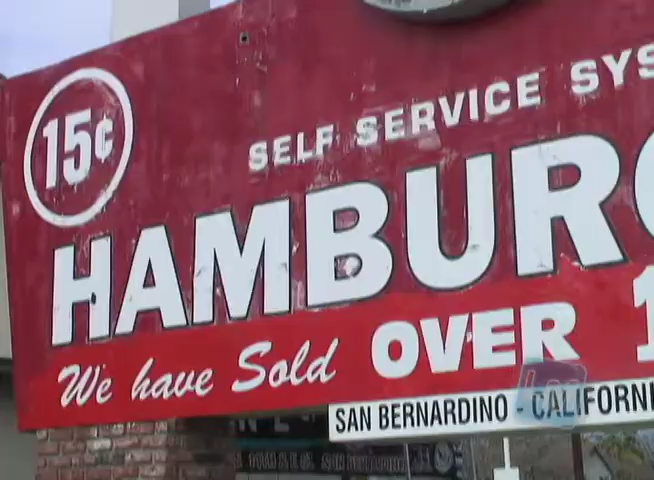 15¢
SELF SERVICE SYS
HAMBURG
We have Sold OVER 1
SAN BERNARDINO - CALIFORNI